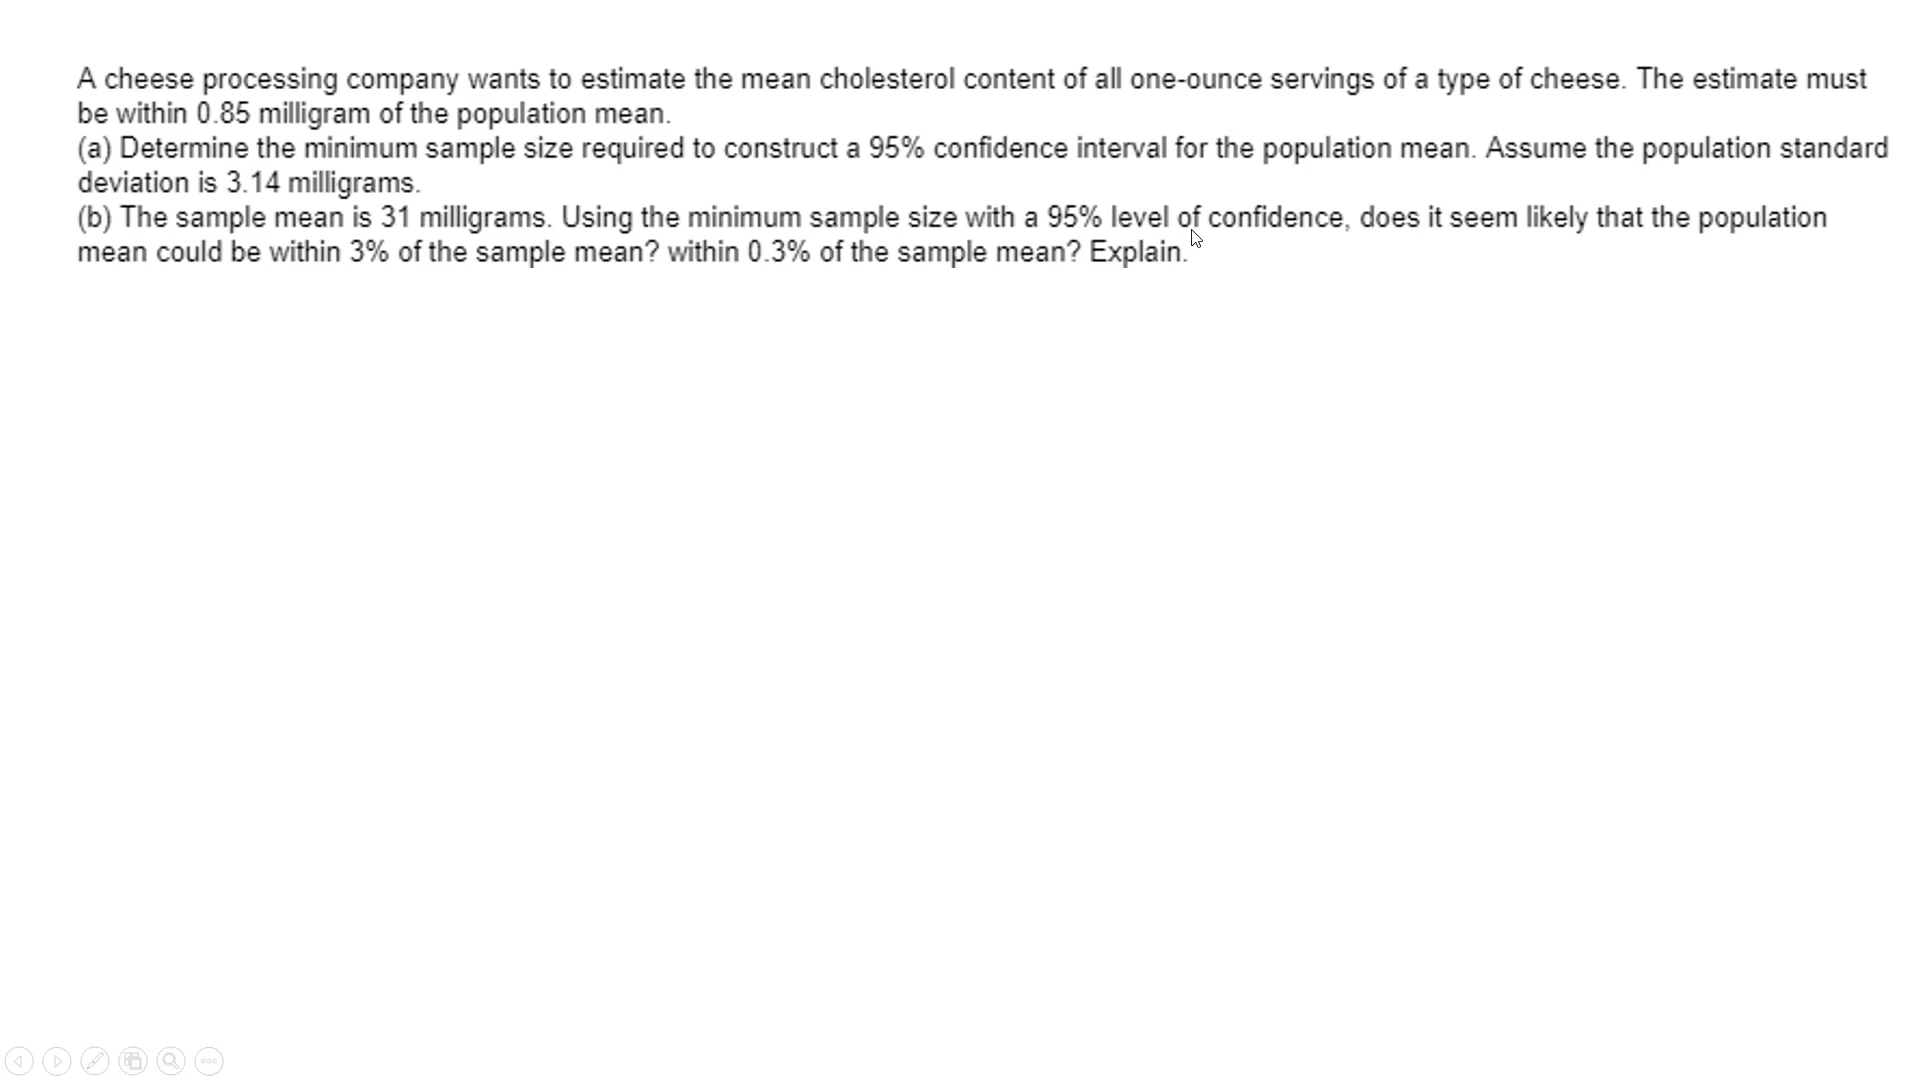 A cheese processing company wants to estimate the mean cholesterol content of all one-ounce servings of a type of cheese. The estimate must
be within 0.85 milligram of the population mean.
(a) Determine the minimum sample size required to construct a 95% confidence interval for the population mean. Assume the population standard
deviation is 3.14 milligrams.
(b) The sample mean is 31 milligrams. Using the minimum sample size with a 95% level of confidence, does it seem likely that the population
mean could be within 3% of the sample mean? within 0.3% of the sample mean? Explain.